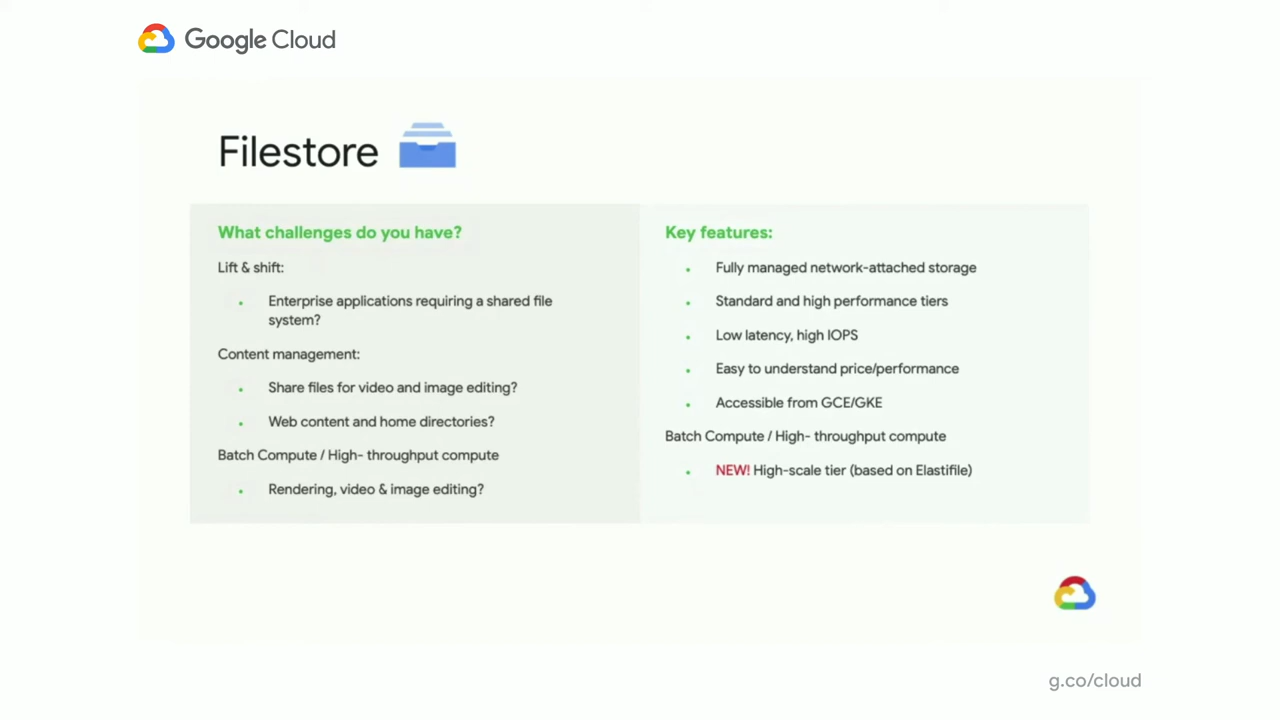 Google Cloud
Filestore
What challenges do you have?
Lift & shift:
Enterprise applications requiring a shared file
system?
Content management:
Share files for video and image editing?
Web content and home directories?
Batch Compute / High- throughput compute
Rendering, video & image editing?
Key features:
Fully managed network-attached storage
Standard and high performance tiers
Low latency, high IOPS
Easy to understand price/performance
Accessible from GCE/GKE
Batch Compute / High- throughput compute
NEW! High-scale tier (based on Elastifile)
g.co/cloud